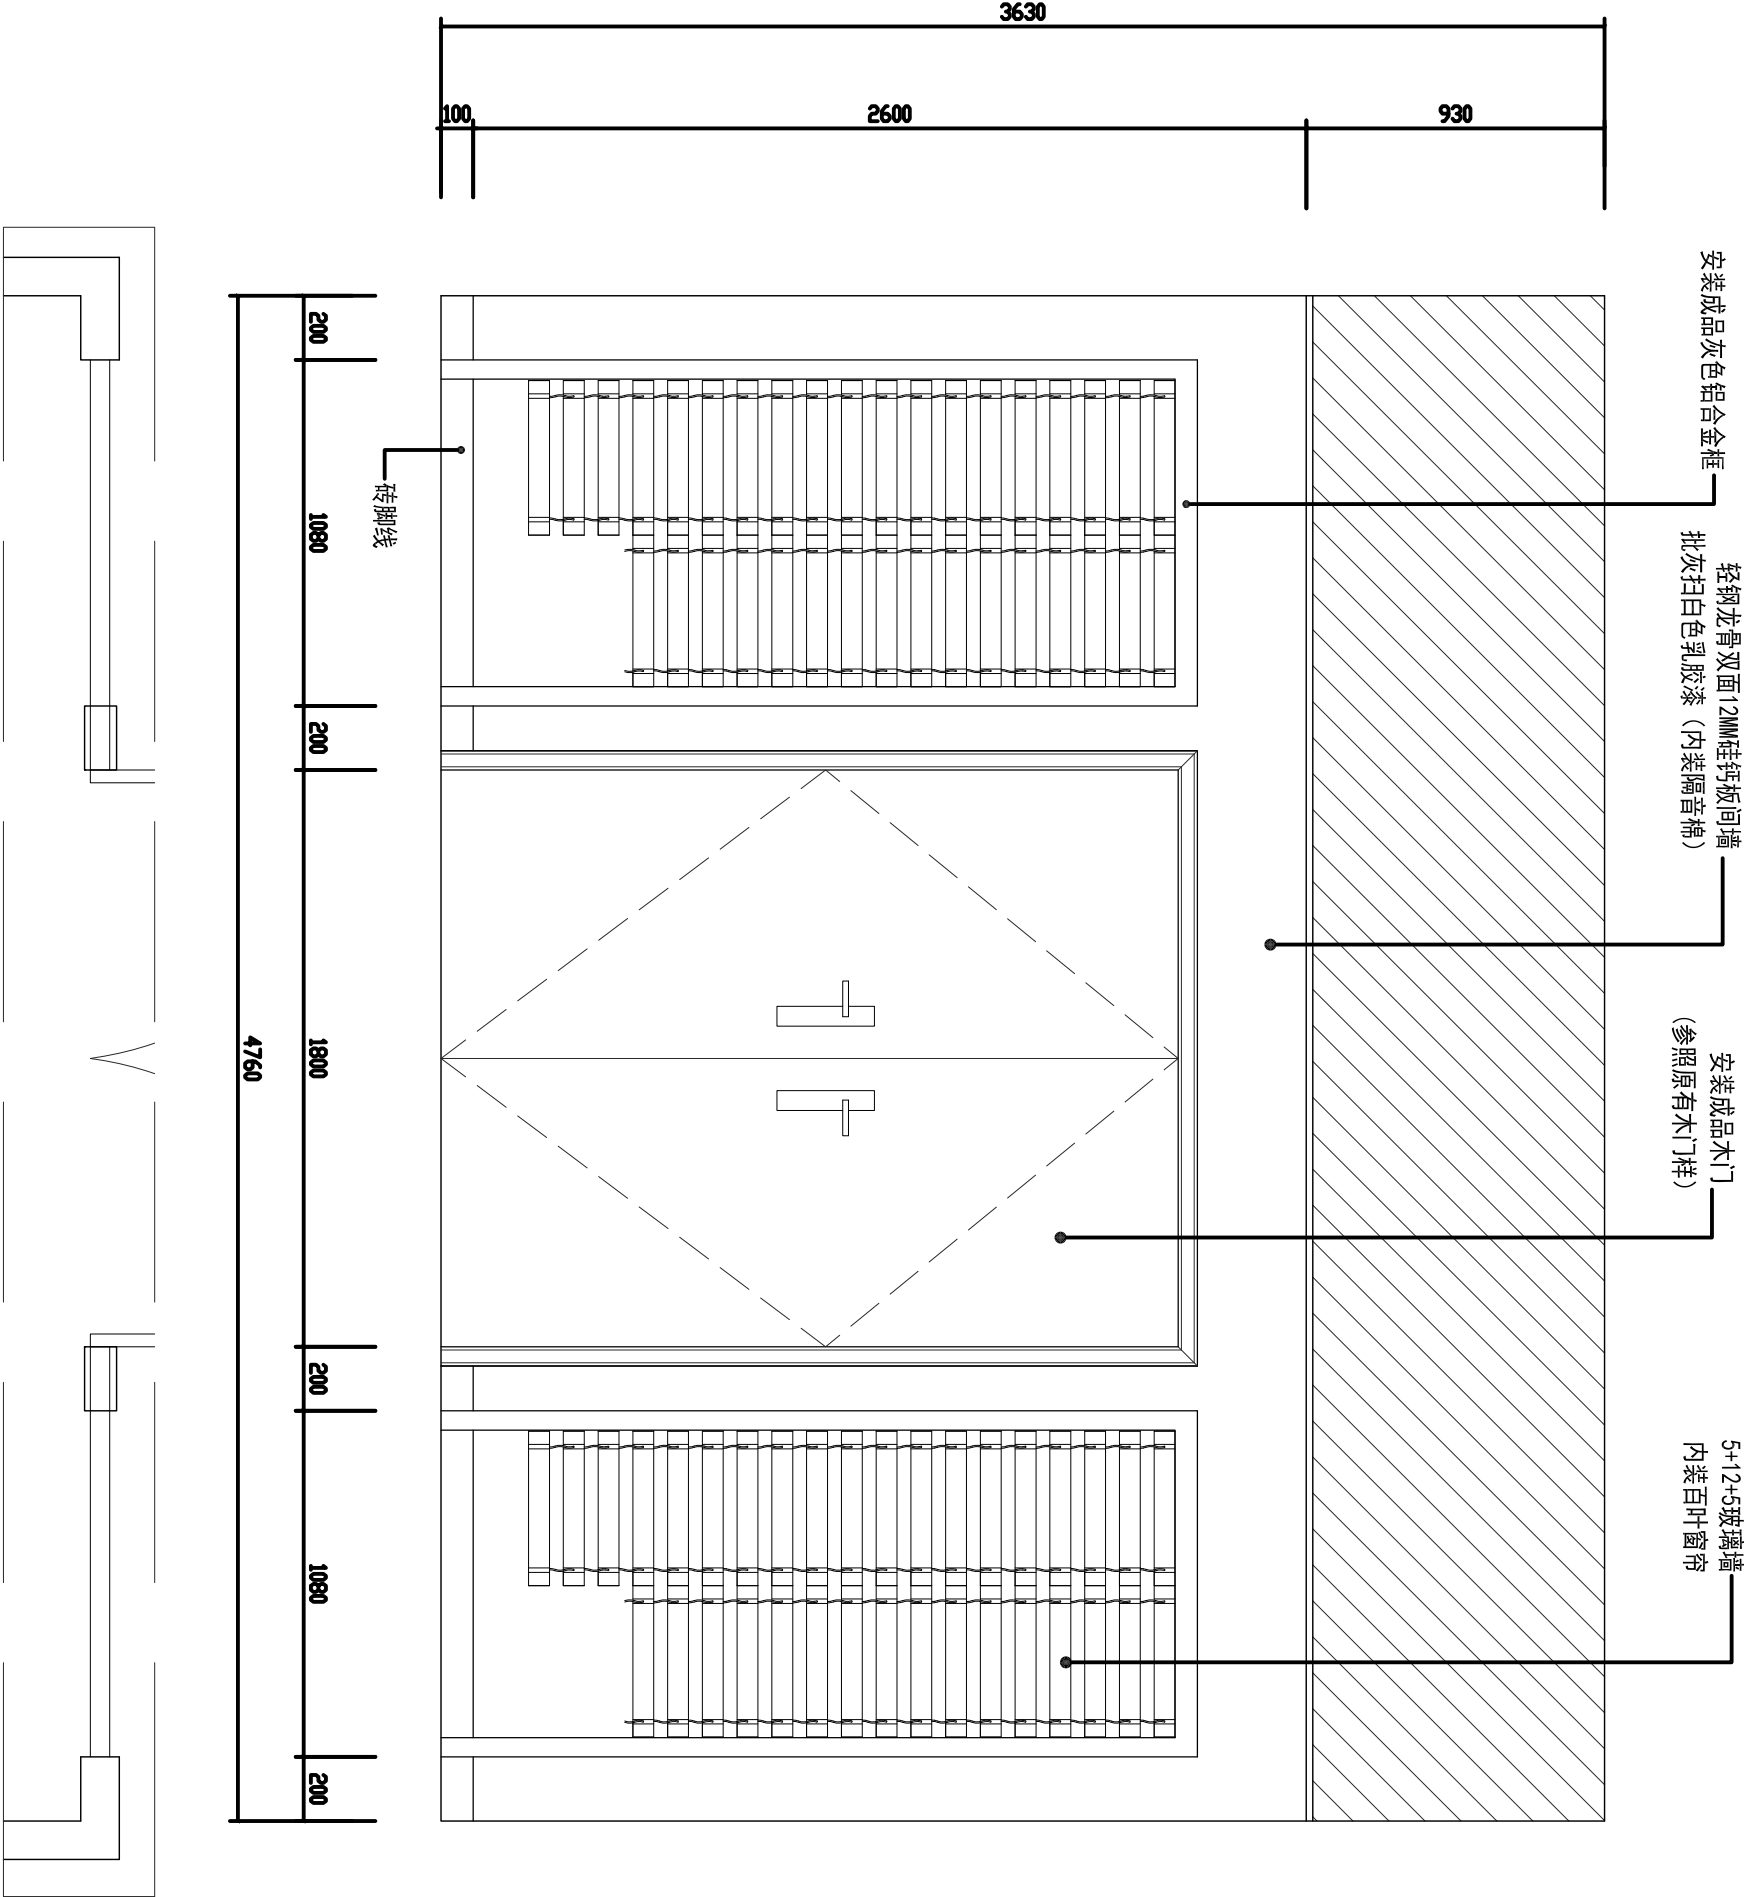 3630
100
2600
930
安装成品灰色铝合金框
轻钢龙骨双面12MM硅钙板间墙
批灰扫白色乳胶漆（内装隔音棉）
安装成品木门
（参照原有木门样）
5+12+5玻璃墙
内装百叶窗帘
砖脚线
200
1080
200
1800
200
1080
200
4760